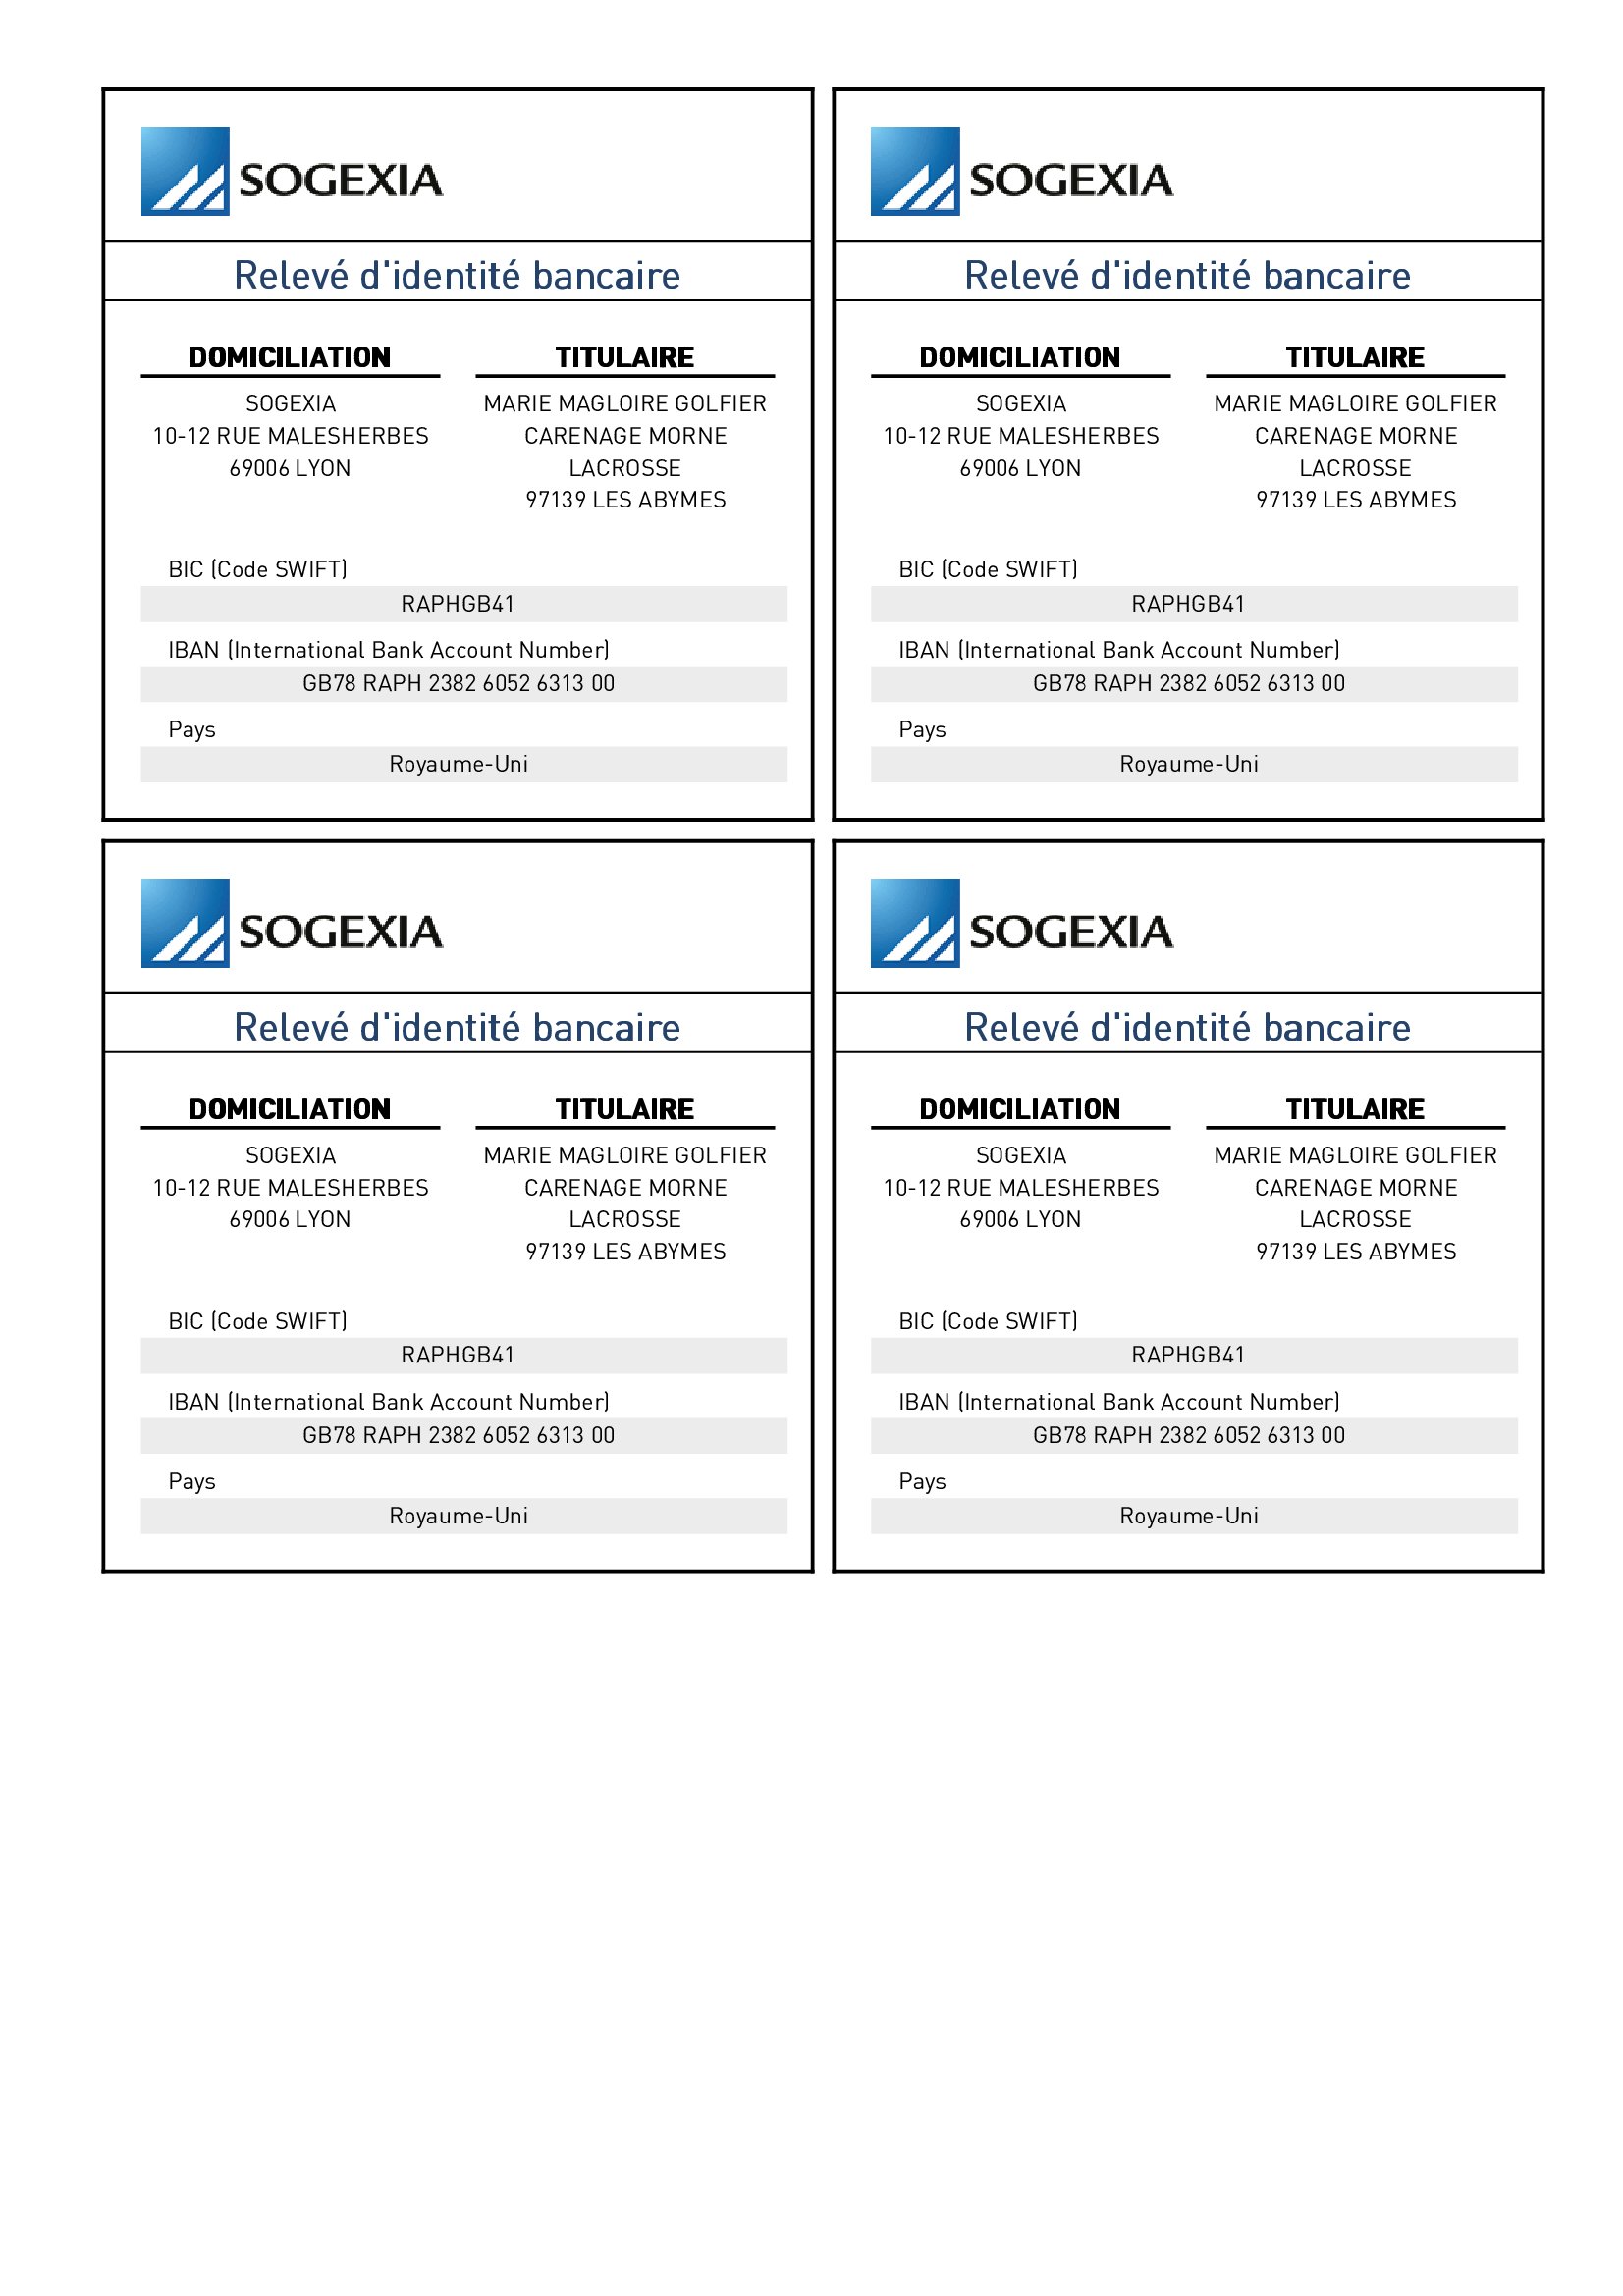 SOGEXIA
Relevé d'identité bancaire
DOMICILIATION
SOGEXIA
10-12 RUE MALESHERBES
69006 LYON
TITULAIRE
MARIE MAGLOIRE GOLFIER
CARENAGE MORNE
LACROSSE
97139 LES ABYMES
BIC (Code SWIFT)
RAPHGB41
IBAN (International Bank Account Number)
GB78 RAPH 2382 6052 6313 00
Pays
Royaume-Uni
SOGEXIA
Relevé d'identité bancaire
DOMICILIATION
SOGEXIA
10-12 RUE MALESHERBES
69006 LYON
TITULAIRE
MARIE MAGLOIRE GOLFIER
CARENAGE MORNE
LACROSSE
97139 LES ABYMES
BIC (Code SWIFT)
RAPHGB41
IBAN (International Bank Account Number)
GB78 RAPH 2382 6052 6313 00
Pays
Royaume-Uni
SOGEXIA
Relevé d'identité bancaire
DOMICILIATION
SOGEXIA
10-12 RUE MALESHERBES
69006 LYON
TITULAIRE
MARIE MAGLOIRE GOLFIER
CARENAGE MORNE
LACROSSE
97139 LES ABYMES
BIC (Code SWIFT)
RAPHGB41
IBAN (International Bank Account Number)
GB78 RAPH 2382 6052 6313 00
Pays
Royaume-Uni
SOGEXIA
Relevé d'identité bancaire
DOMICILIATION
SOGEXIA
10-12 RUE MALESHERBES
69006 LYON
TITULAIRE
MARIE MAGLOIRE GOLFIER
CARENAGE MORNE
LACROSSE
97139 LES ABYMES
BIC (Code SWIFT)
RAPHGB41
IBAN (International Bank Account Number)
GB78 RAPH 2382 6052 6313 00
Pays
Royaume-Uni